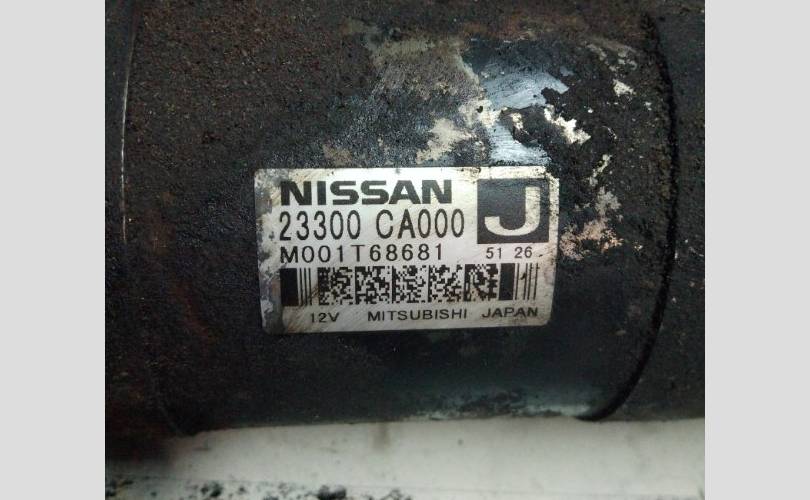 NISSAN
23300 CA000 J
M001T68681 51 26
12V MITSUBISHI JAPAN